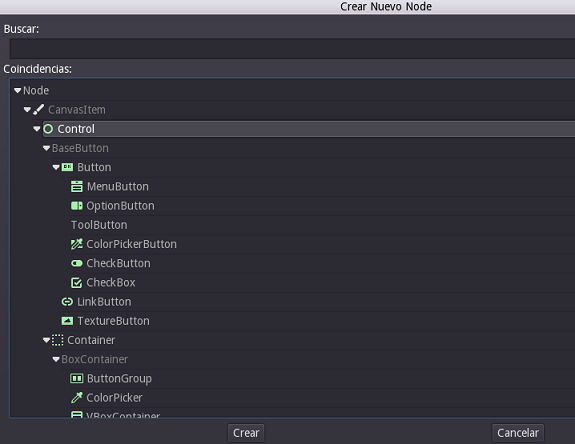 Crear Nuevo Node
Buscar:
Coincidencias:
Node
CanvasItem
Control
BaseButton
Button
MenuButton
OptionButton
ToolButton
ColorPickerButton
CheckButton
CheckBox
LinkButton
TextureButton
Container
BoxContainer
ButtonGroup
ColorPicker
VBoxContainer
Crear Cancelar